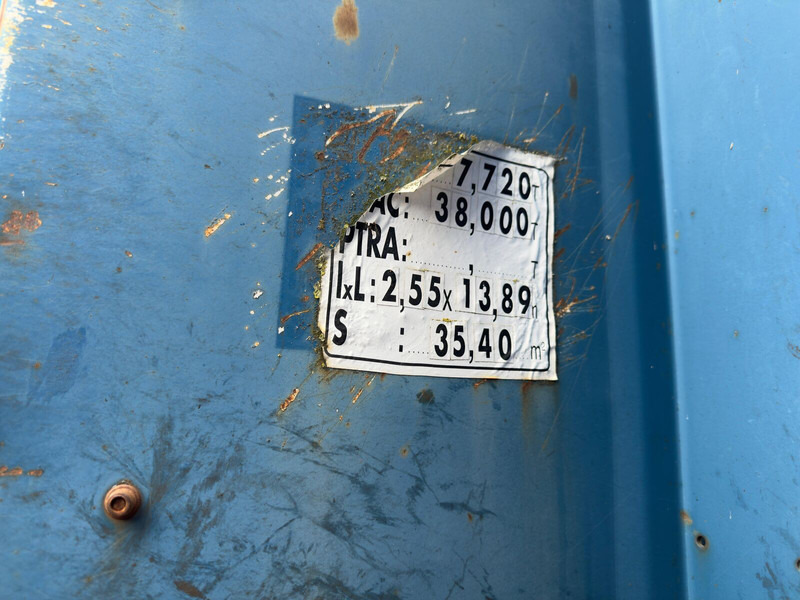 7,720 T
AC: 38,000 T
PTRA: , T
lxL: 2,55 x 13,89 m
S : 35,40 m²